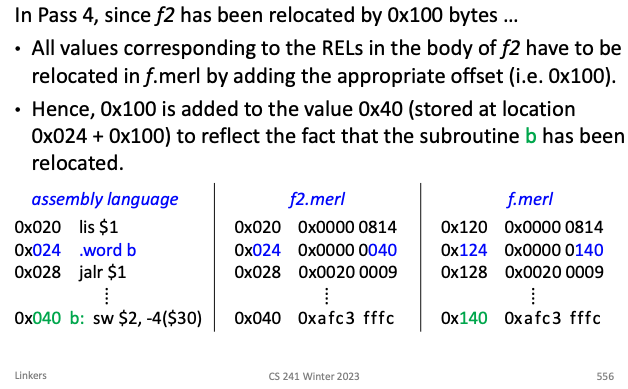 In Pass 4, since f2 has been relocated by 0x100 bytes …
• All values corresponding to the RELs in the body of f2 have to be
relocated in f.merl by adding the appropriate offset (i.e. 0x100).
• Hence, 0x100 is added to the value 0x40 (stored at location
0x024 + 0x100) to reflect the fact that the subroutine b has been
relocated.
assembly language f2.merl f.merl
0x020 lis $1 0x020 0x0000 0814 0x120 0x0000 0814
0x024 .word b 0x024 0x0000 0040 0x124 0x0000 0140
0x028 jalr $1 0x028 0x0020 0009 0x128 0x0020 0009
⋮ ⋮ ⋮
0x040 b: sw $2, -4($30) 0x040 0xafc3 fffc 0x140 0xafc3 fffc
Linkers CS 241 Winter 2023 556